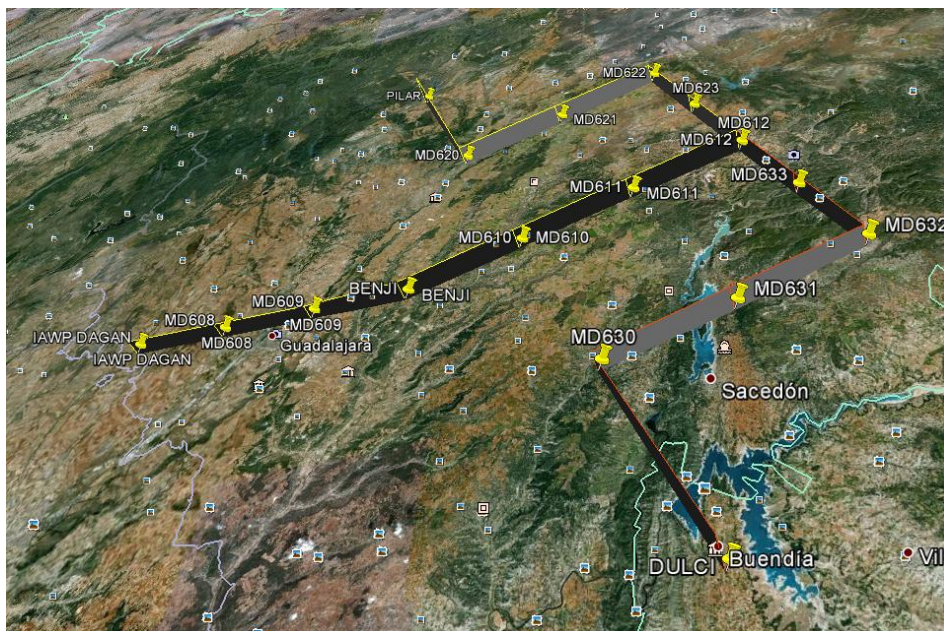 MD622
PILAR
MD623
MD621
MD612
MD612
MD620
MD633
MD611
MD611
MD632
MD610
MD610
BENJI
BENJI
MD631
MD609
MD609
MD608
MD608
IAWP DAGAN
IAWP DAGAN
Guadalajara
MD630
Sacedón
DULCI
Buendía
Vil